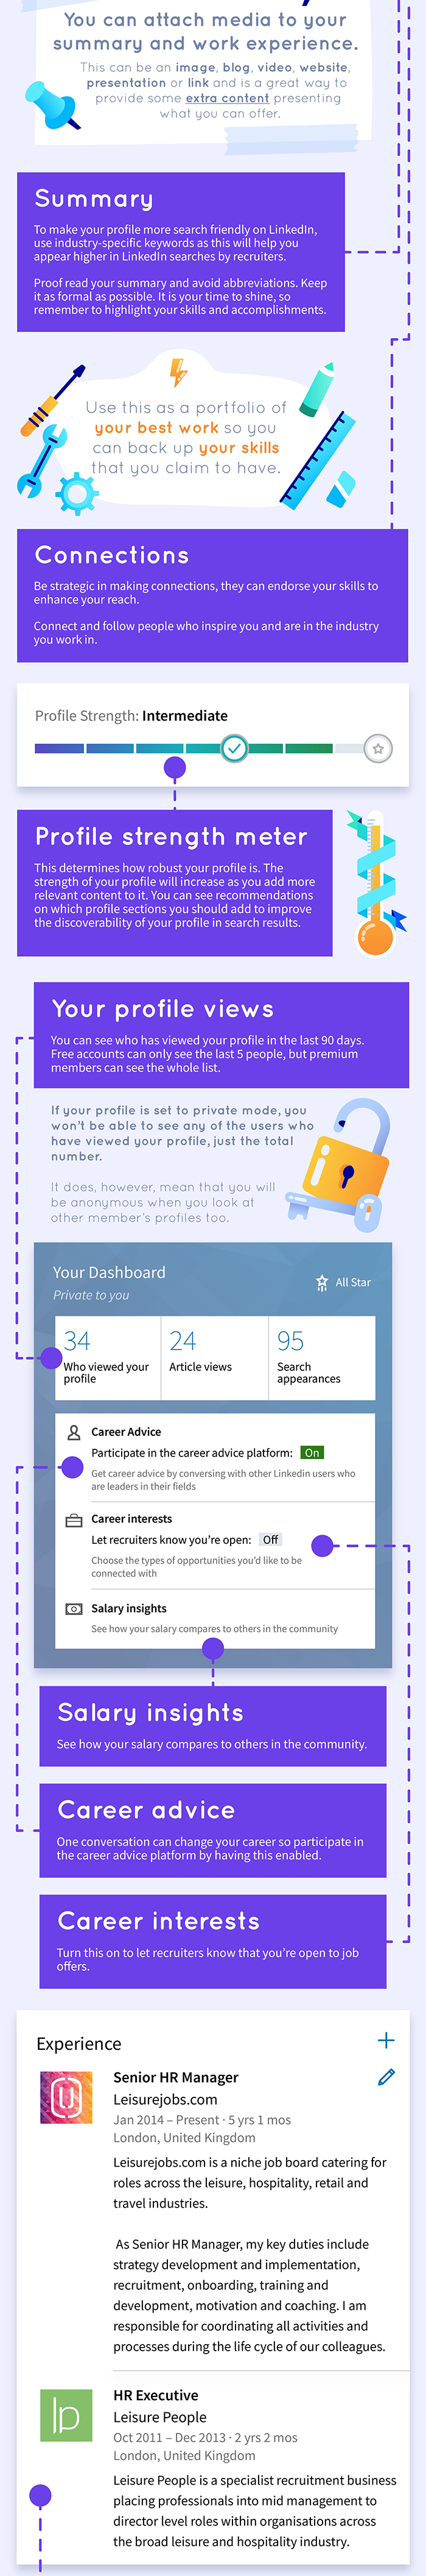 You can attach media to your
summary and work experience.
This can be an image, blog, video, website,
presentation or link and is a great way to
provide some extra content presenting
what you can offer.
Summary
To make your profile more search friendly on LinkedIn,
use industry-specific keywords as this will help you
appear higher in LinkedIn searches by recruiters.
Proof read your summary and avoid abbreviations. Keep
it as formal as possible. It is your time to shine, so
remember to highlight your skills and accomplishments.
Use this as a portfolio of
your best work so you
can back up your skills
that you claim to have.
Connections
Be strategic in making connections, they can endorse your skills to
enhance your reach.
Connect and follow people who inspire you and are in the industry
you work in.
Profile Strength: Intermediate
Profile strength meter
This determines how robust your profile is. The
strength of your profile will increase as you add more
relevant content to it. You can see recommendations
on which profile sections you should add to improve
the discoverability of your profile in search results.
Your profile views
You can see who has viewed your profile in the last 90 days.
Free accounts can only see the last 5 people, but premium
members can see the whole list.
If your profile is set to private mode, you
won't be able to see any of the users who
have viewed your profile, just the total
number.
It does, however, mean that you will
be anonymous when you look at
other member's profiles too.
Your Dashboard
Private to you
All Star
34
Who viewed your
profile
24
Article views
95
Search
appearances
Career Advice
Participate in the career advice platform: On
Get career advice by conversing with other Linkedin users who
are leaders in their fields
Career interests
Let recruiters know you're open: Off
Choose the types of opportunities you'd like to be
connected with
Salary insights
See how your salary compares to others in the community
Salary insights
See how your salary compares to others in the community.
Career advice
One conversation can change your career so participate in
the career advice platform by having this enabled.
Career interests
Turn this on to let recruiters know that you're open to job
offers.
Experience
Senior HR Manager
Leisurejobs.com
Jan 2014 – Present · 5 yrs 1 mos
London, United Kingdom
Leisurejobs.com is a niche job board catering for
roles across the leisure, hospitality, retail and
travel industries.
As Senior HR Manager, my key duties include
strategy development and implementation,
recruitment, onboarding, training and
development, motivation and coaching. I am
responsible for coordinating all activities and
processes during the life cycle of our colleagues.
lp
HR Executive
Leisure People
Oct 2011 – Dec 2013 · 2 yrs 2 mos
London, United Kingdom
Leisure People is a specialist recruitment business
placing professionals into mid management to
director level roles within organisations across
the broad leisure and hospitality industry.